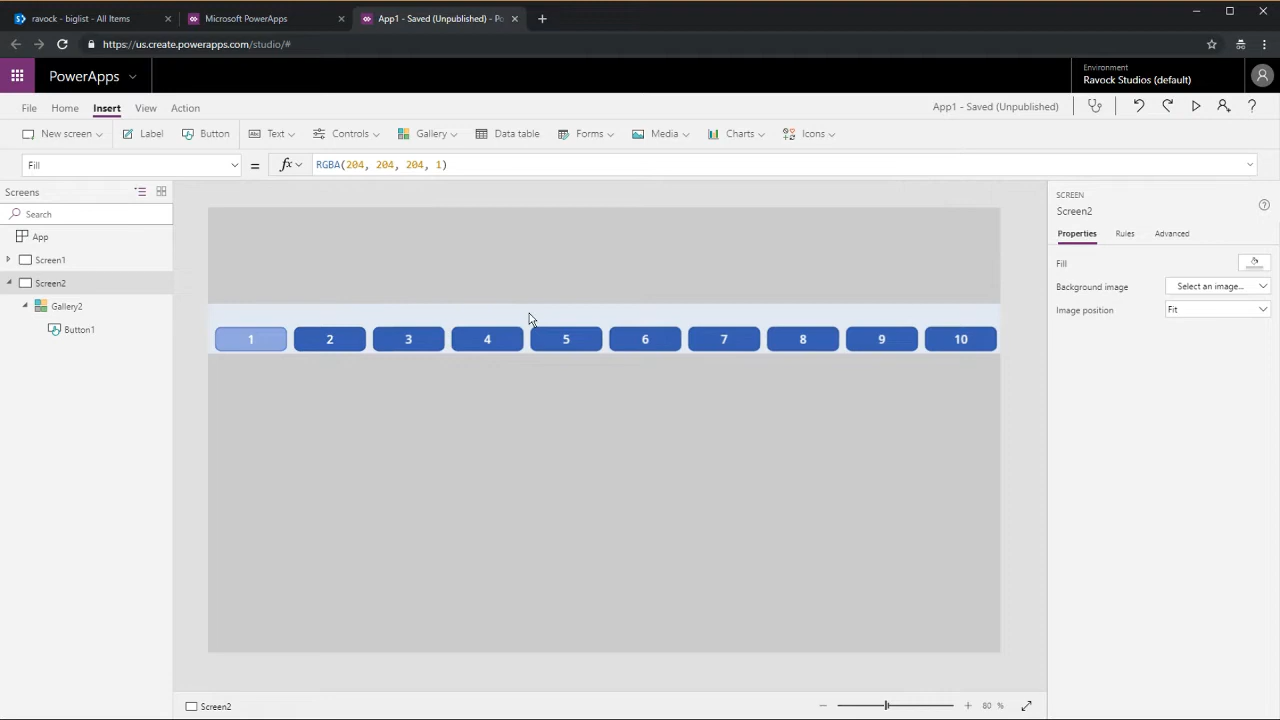 ravock - biglist - All Items
Microsoft PowerApps
App1 - Saved (Unpublished) - Po
https://us.create.powerapps.com/studio/#
PowerApps
Environment
Ravock Studios (default)
File Home Insert View Action
App1 - Saved (Unpublished)
New screen Label Button Text Controls Gallery Data table Forms Media Charts Icons
Fill = fx RGBA(204, 204, 204, 1)
Screens
Search
App
Screen1
Screen2
Gallery2
Button1
1 2 3 4 5 6 7 8 9 10
SCREEN
Screen2
Properties Rules Advanced
Fill
Background image Select an image...
Image position Fit
Screen2
80 %